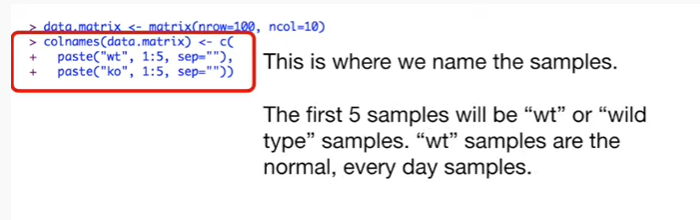 > data.matrix <- matrix(nrow=100, ncol=10)
> colnames(data.matrix) <- c(
+   paste("wt", 1:5, sep=""),
+   paste("ko", 1:5, sep=""))
This is where we name the samples.
The first 5 samples will be “wt” or “wild
type” samples. “wt” samples are the
normal, every day samples.